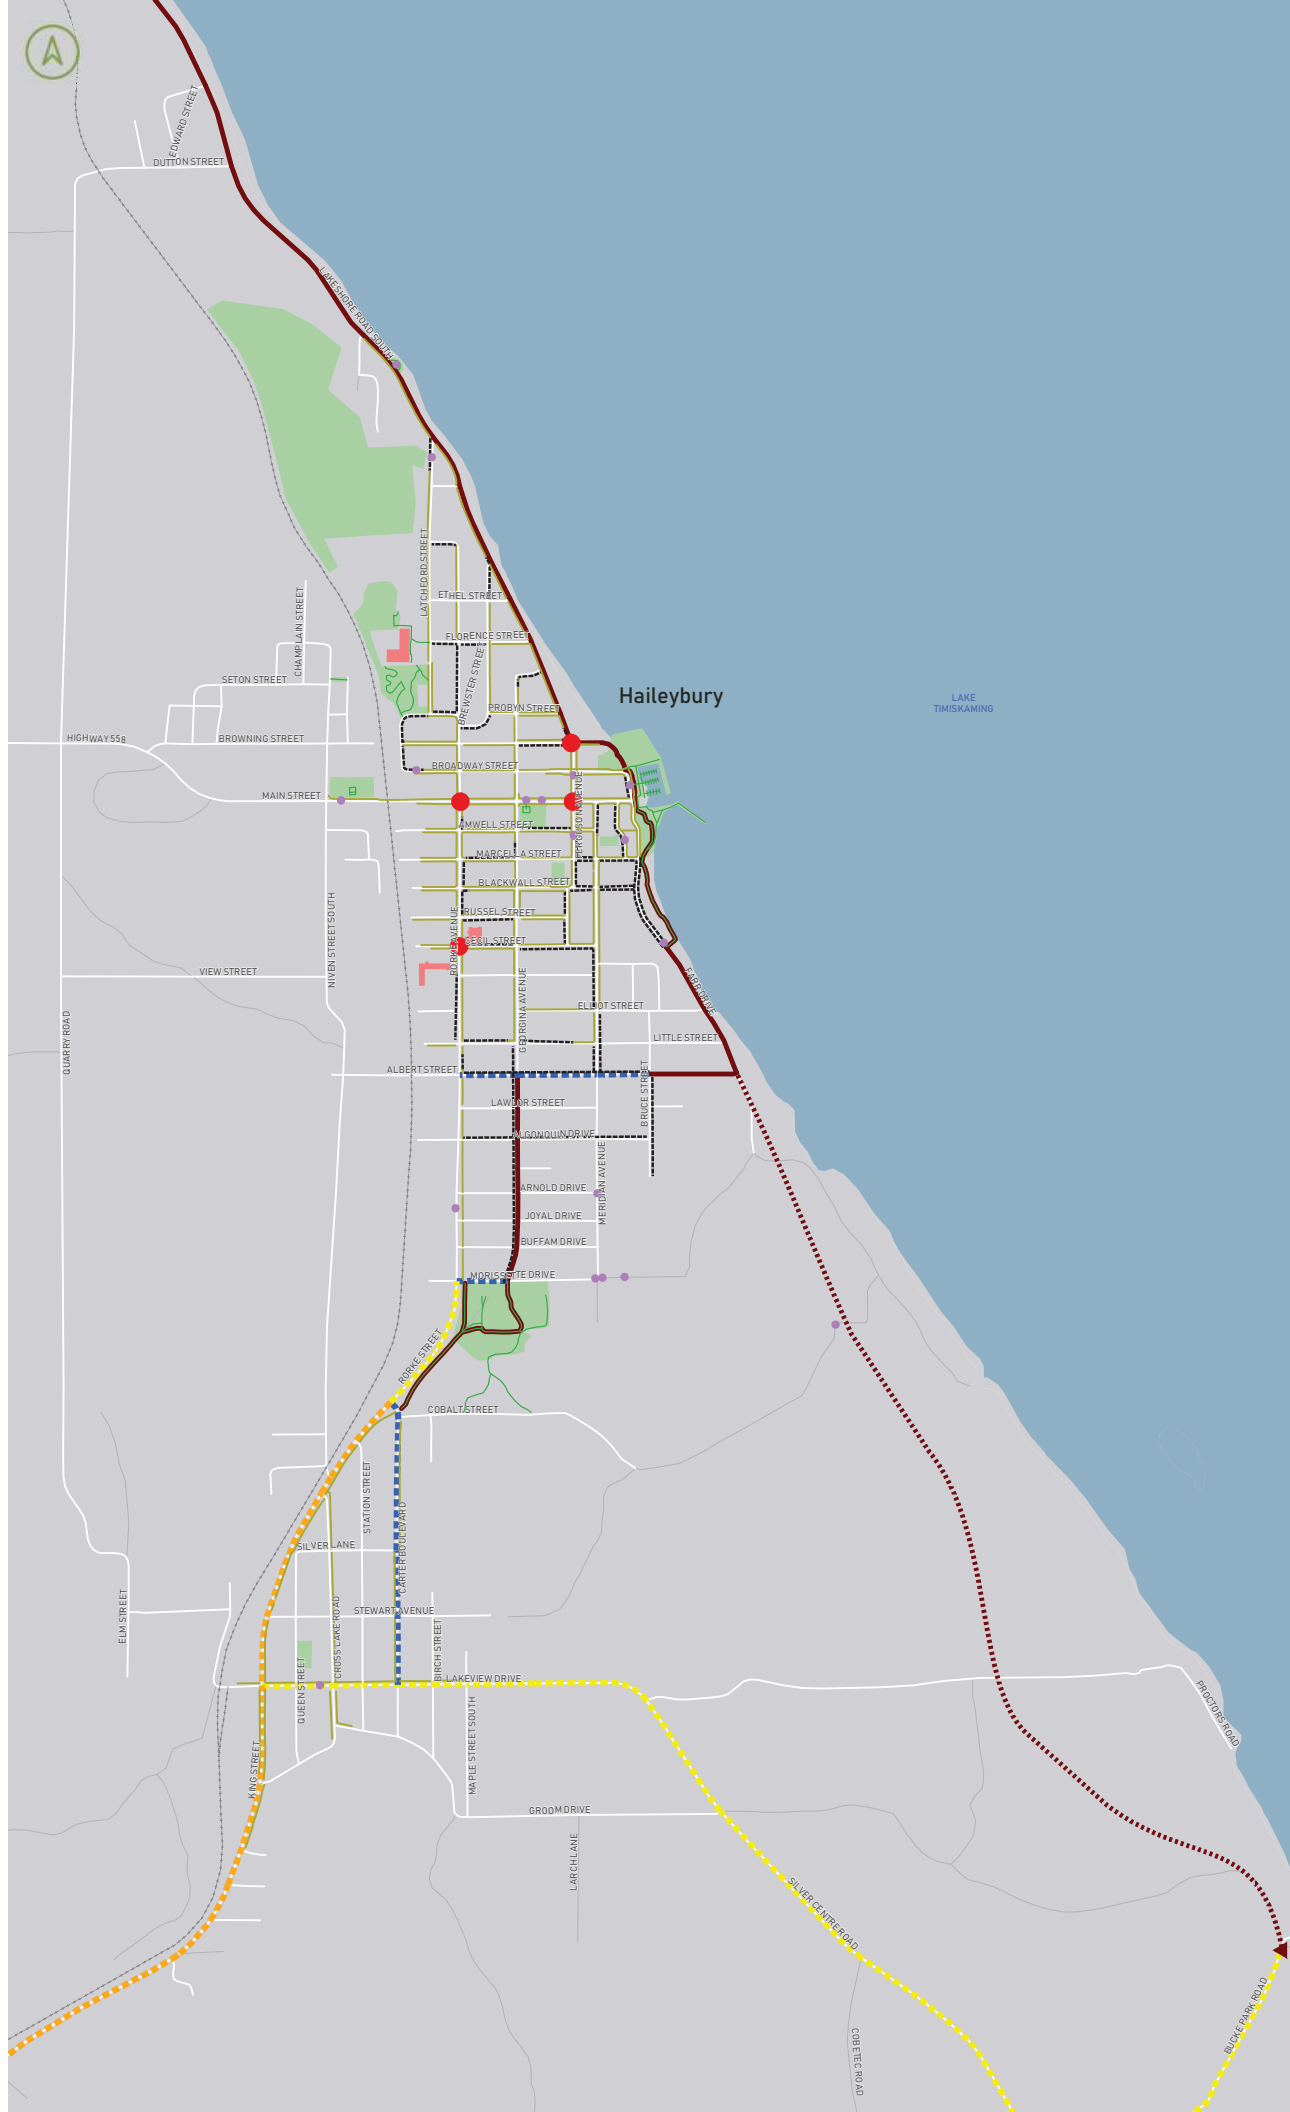 EDWARD STREET
DUTTON STREET
LAKESHORE ROAD SOUTH
LATCHFORD STREET
ETHEL STREET
CHAMPLAIN STREET
FLORENCE STREET
BREWSTER STREET
SETON STREET
Haileybury
LAKE
TIMISKAMING
PROBYN STREET
HIGHWAY 558
BROWNING STREET
BROADWAY STREET
MAIN STREET
FERGUSON AVENUE
AMWELL STREET
MARCELLA STREET
BLACKWALL STREET
RUSSEL STREET
RORKE AVENUE
CECIL STREET
NIVEN STREET SOUTH
VIEW STREET
FARR DRIVE
GEORGINA AVENUE
ELLIOT STREET
QUARRY ROAD
LITTLE STREET
ALBERT STREET
BRUCE STREET
LAWLOR STREET
ALGONQUIN DRIVE
MERIDIAN AVENUE
ARNOLD DRIVE
JOYAL DRIVE
BUFFAM DRIVE
MORISSETTE DRIVE
RORKE STREET
COBALT STREET
STATION STREET
CARTER BOULEVARD
SILVER LANE
ELM STREET
CROSS LAKE ROAD
STEWART AVENUE
BIRCH STREET
QUEEN STREET
LAKEVIEW DRIVE
PROCTORS ROAD
MAPLE STREET SOUTH
KING STREET
GROOM DRIVE
LARCH LANE
SILVER CENTRE ROAD
BUCKE PARK ROAD
COBETEC ROAD